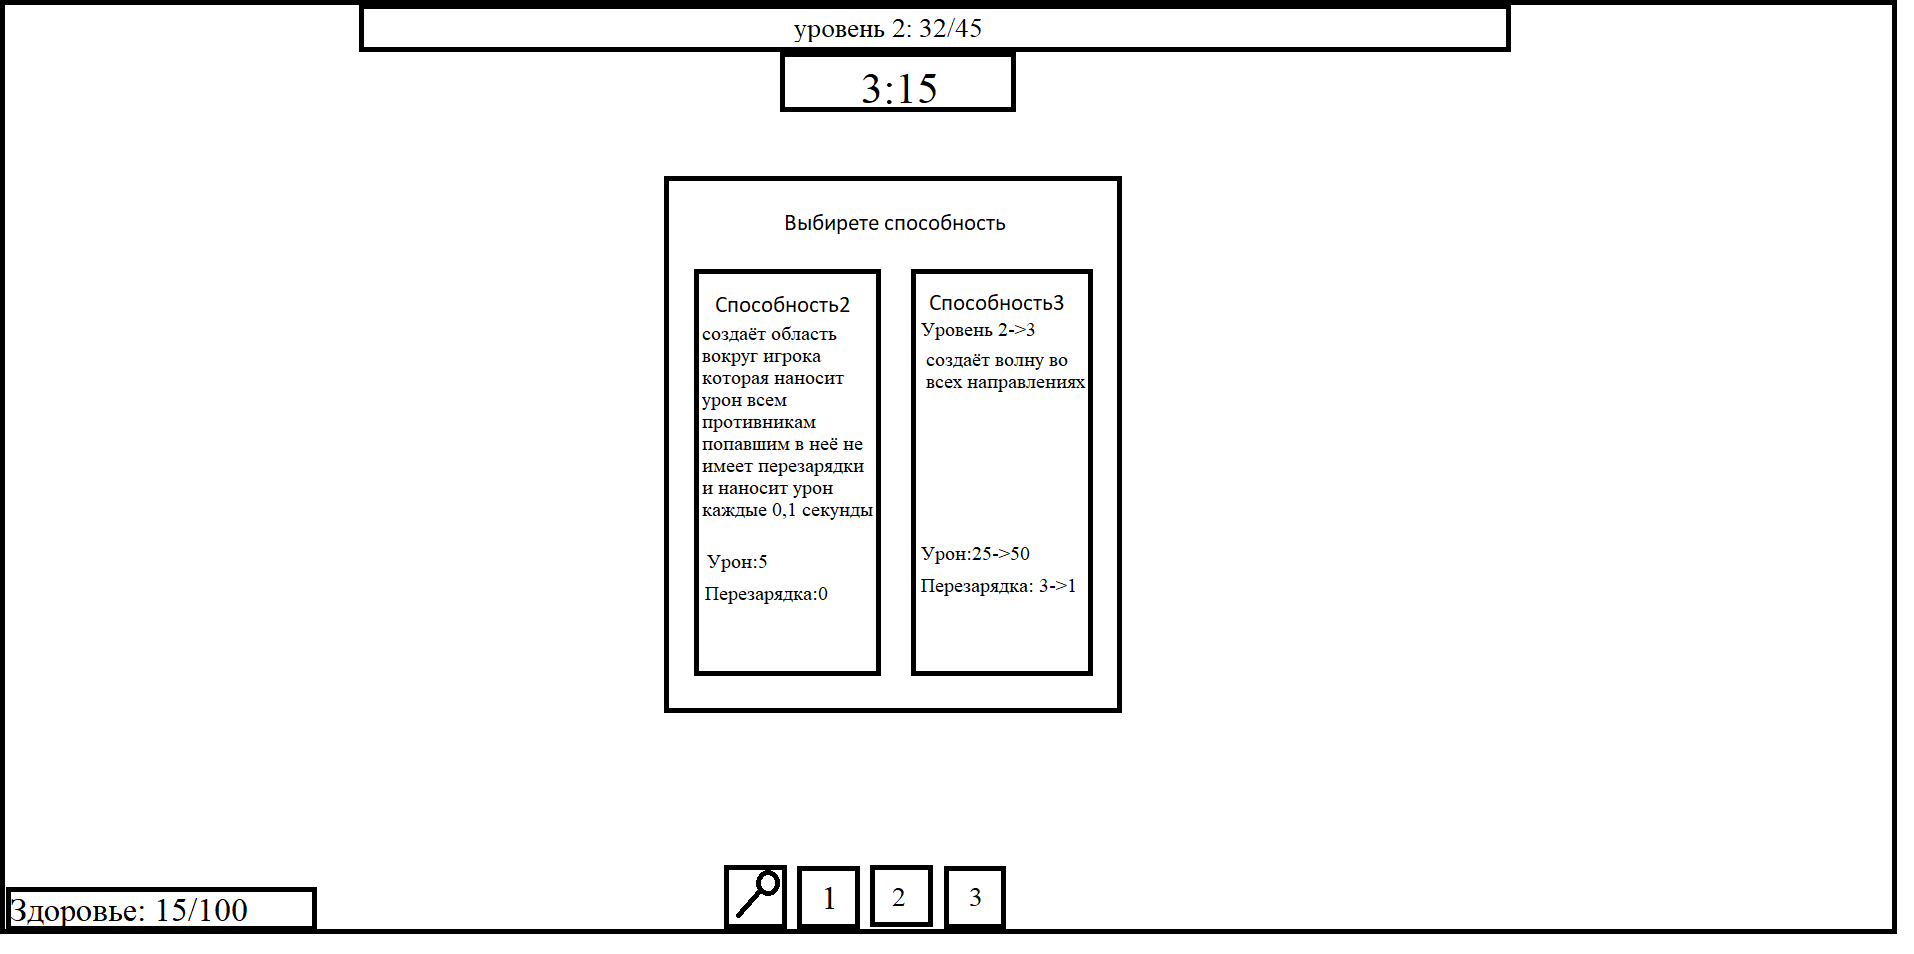 уровень 2: 32/45
3:15
Выбирете способность
Способность2
создаёт область
вокруг игрока
которая наносит
урон всем
противникам
попавшим в неё не
имеет перезарядки
и наносит урон
каждые 0,1 секунды
Урон:5
Перезарядка:0
Способность3
Уровень 2->3
создаёт волну во
всех направлениях
Урон:25->50
Перезарядка: 3->1
Здоровье: 15/100
1
2
3